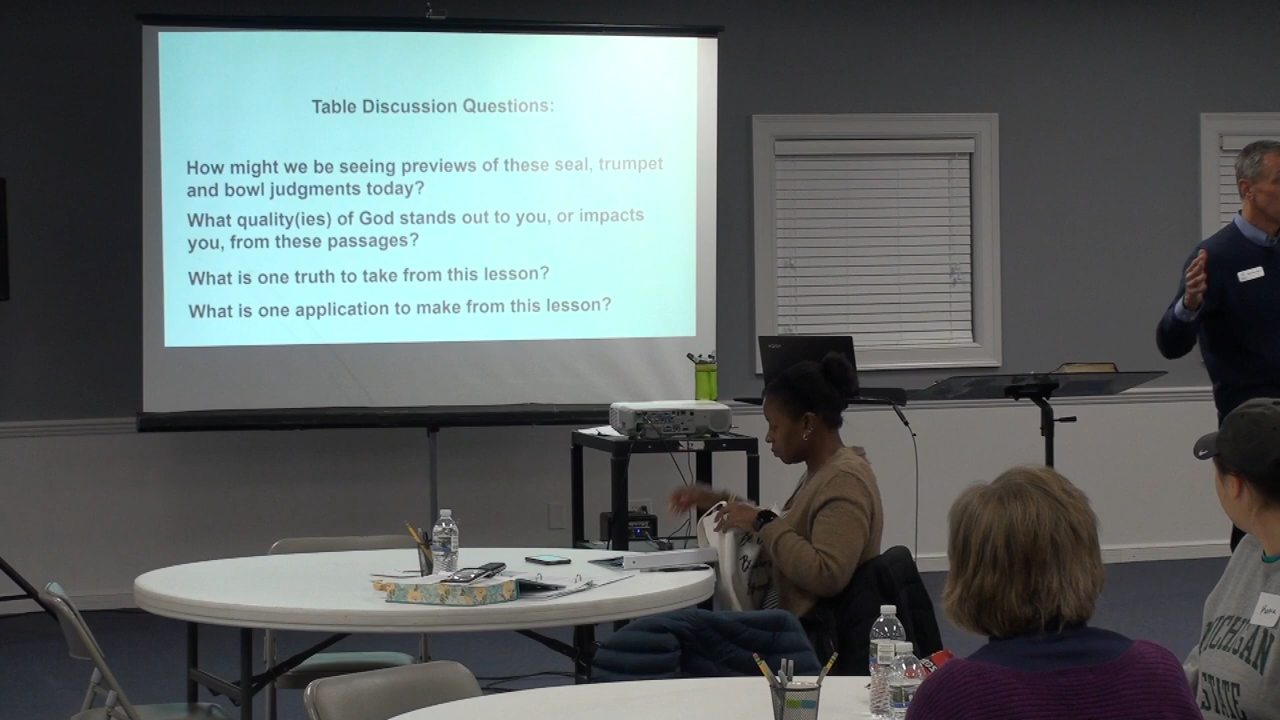 Table Discussion Questions:
How might we be seeing previews of these seal, trumpet
and bowl judgments today?
What quality(ies) of God stands out to you, or impacts
you, from these passages?
What is one truth to take from this lesson?
What is one application to make from this lesson?
MICHIGAN
STATE